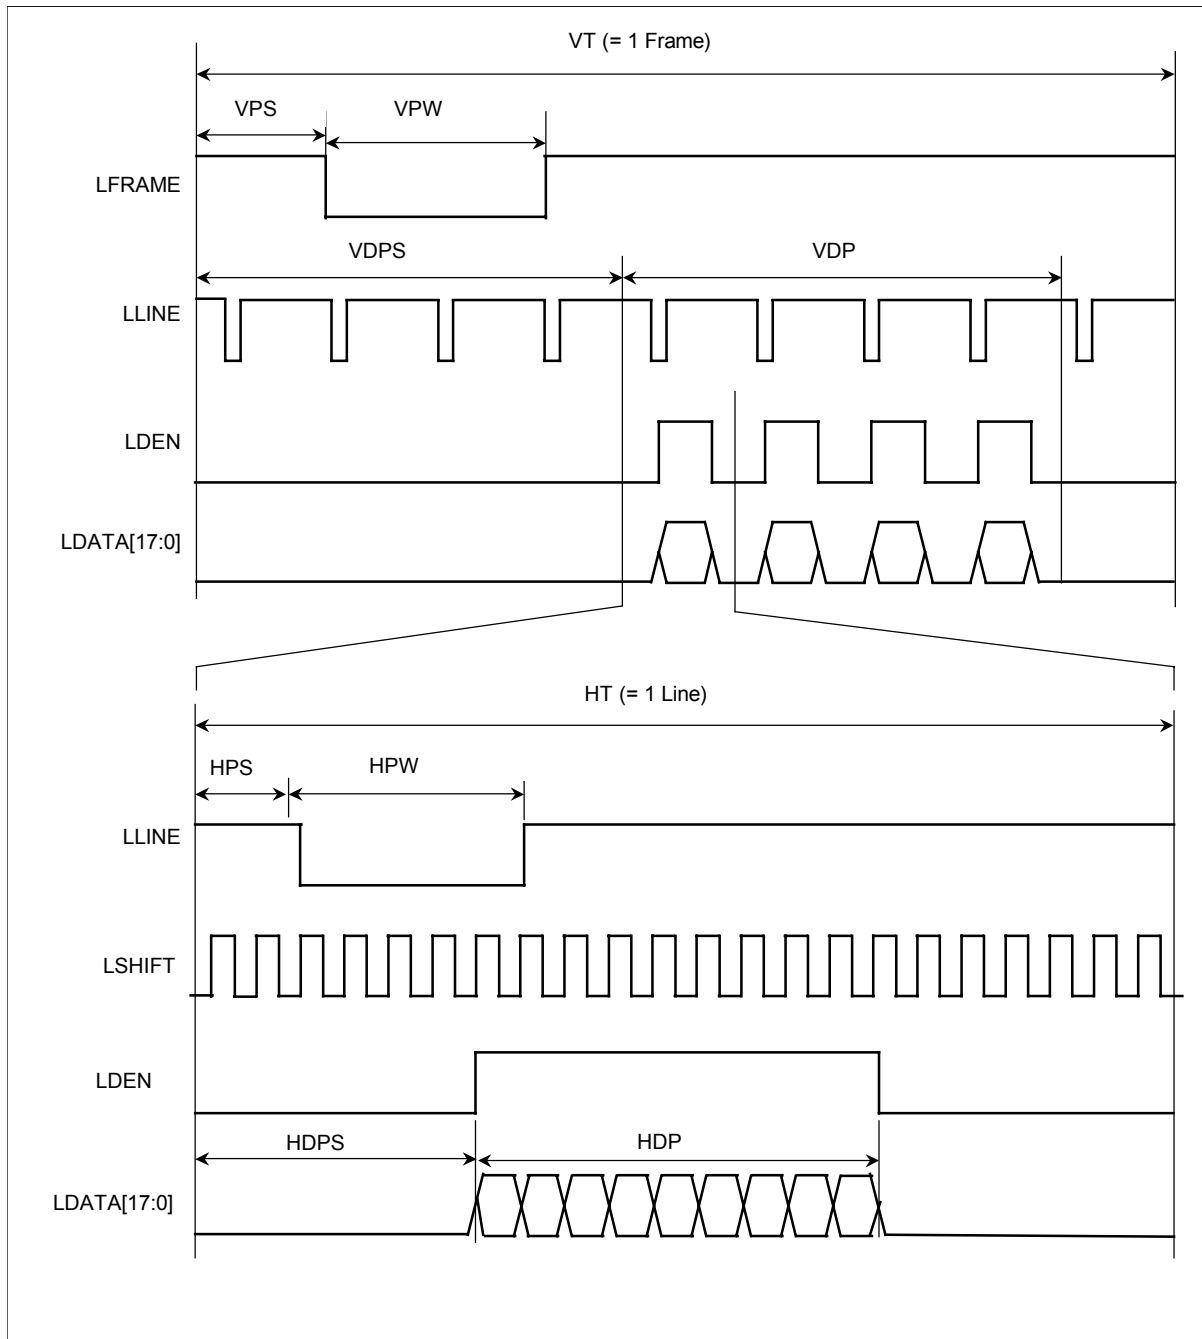 VT (= 1 Frame)
VPS
VPW
LFRAME
VDPS
VDP
LLINE
LDEN
LDATA[17:0]
HT (= 1 Line)
HPS
HPW
LLINE
LSHIFT
LDEN
HDPS
HDP
LDATA[17:0]